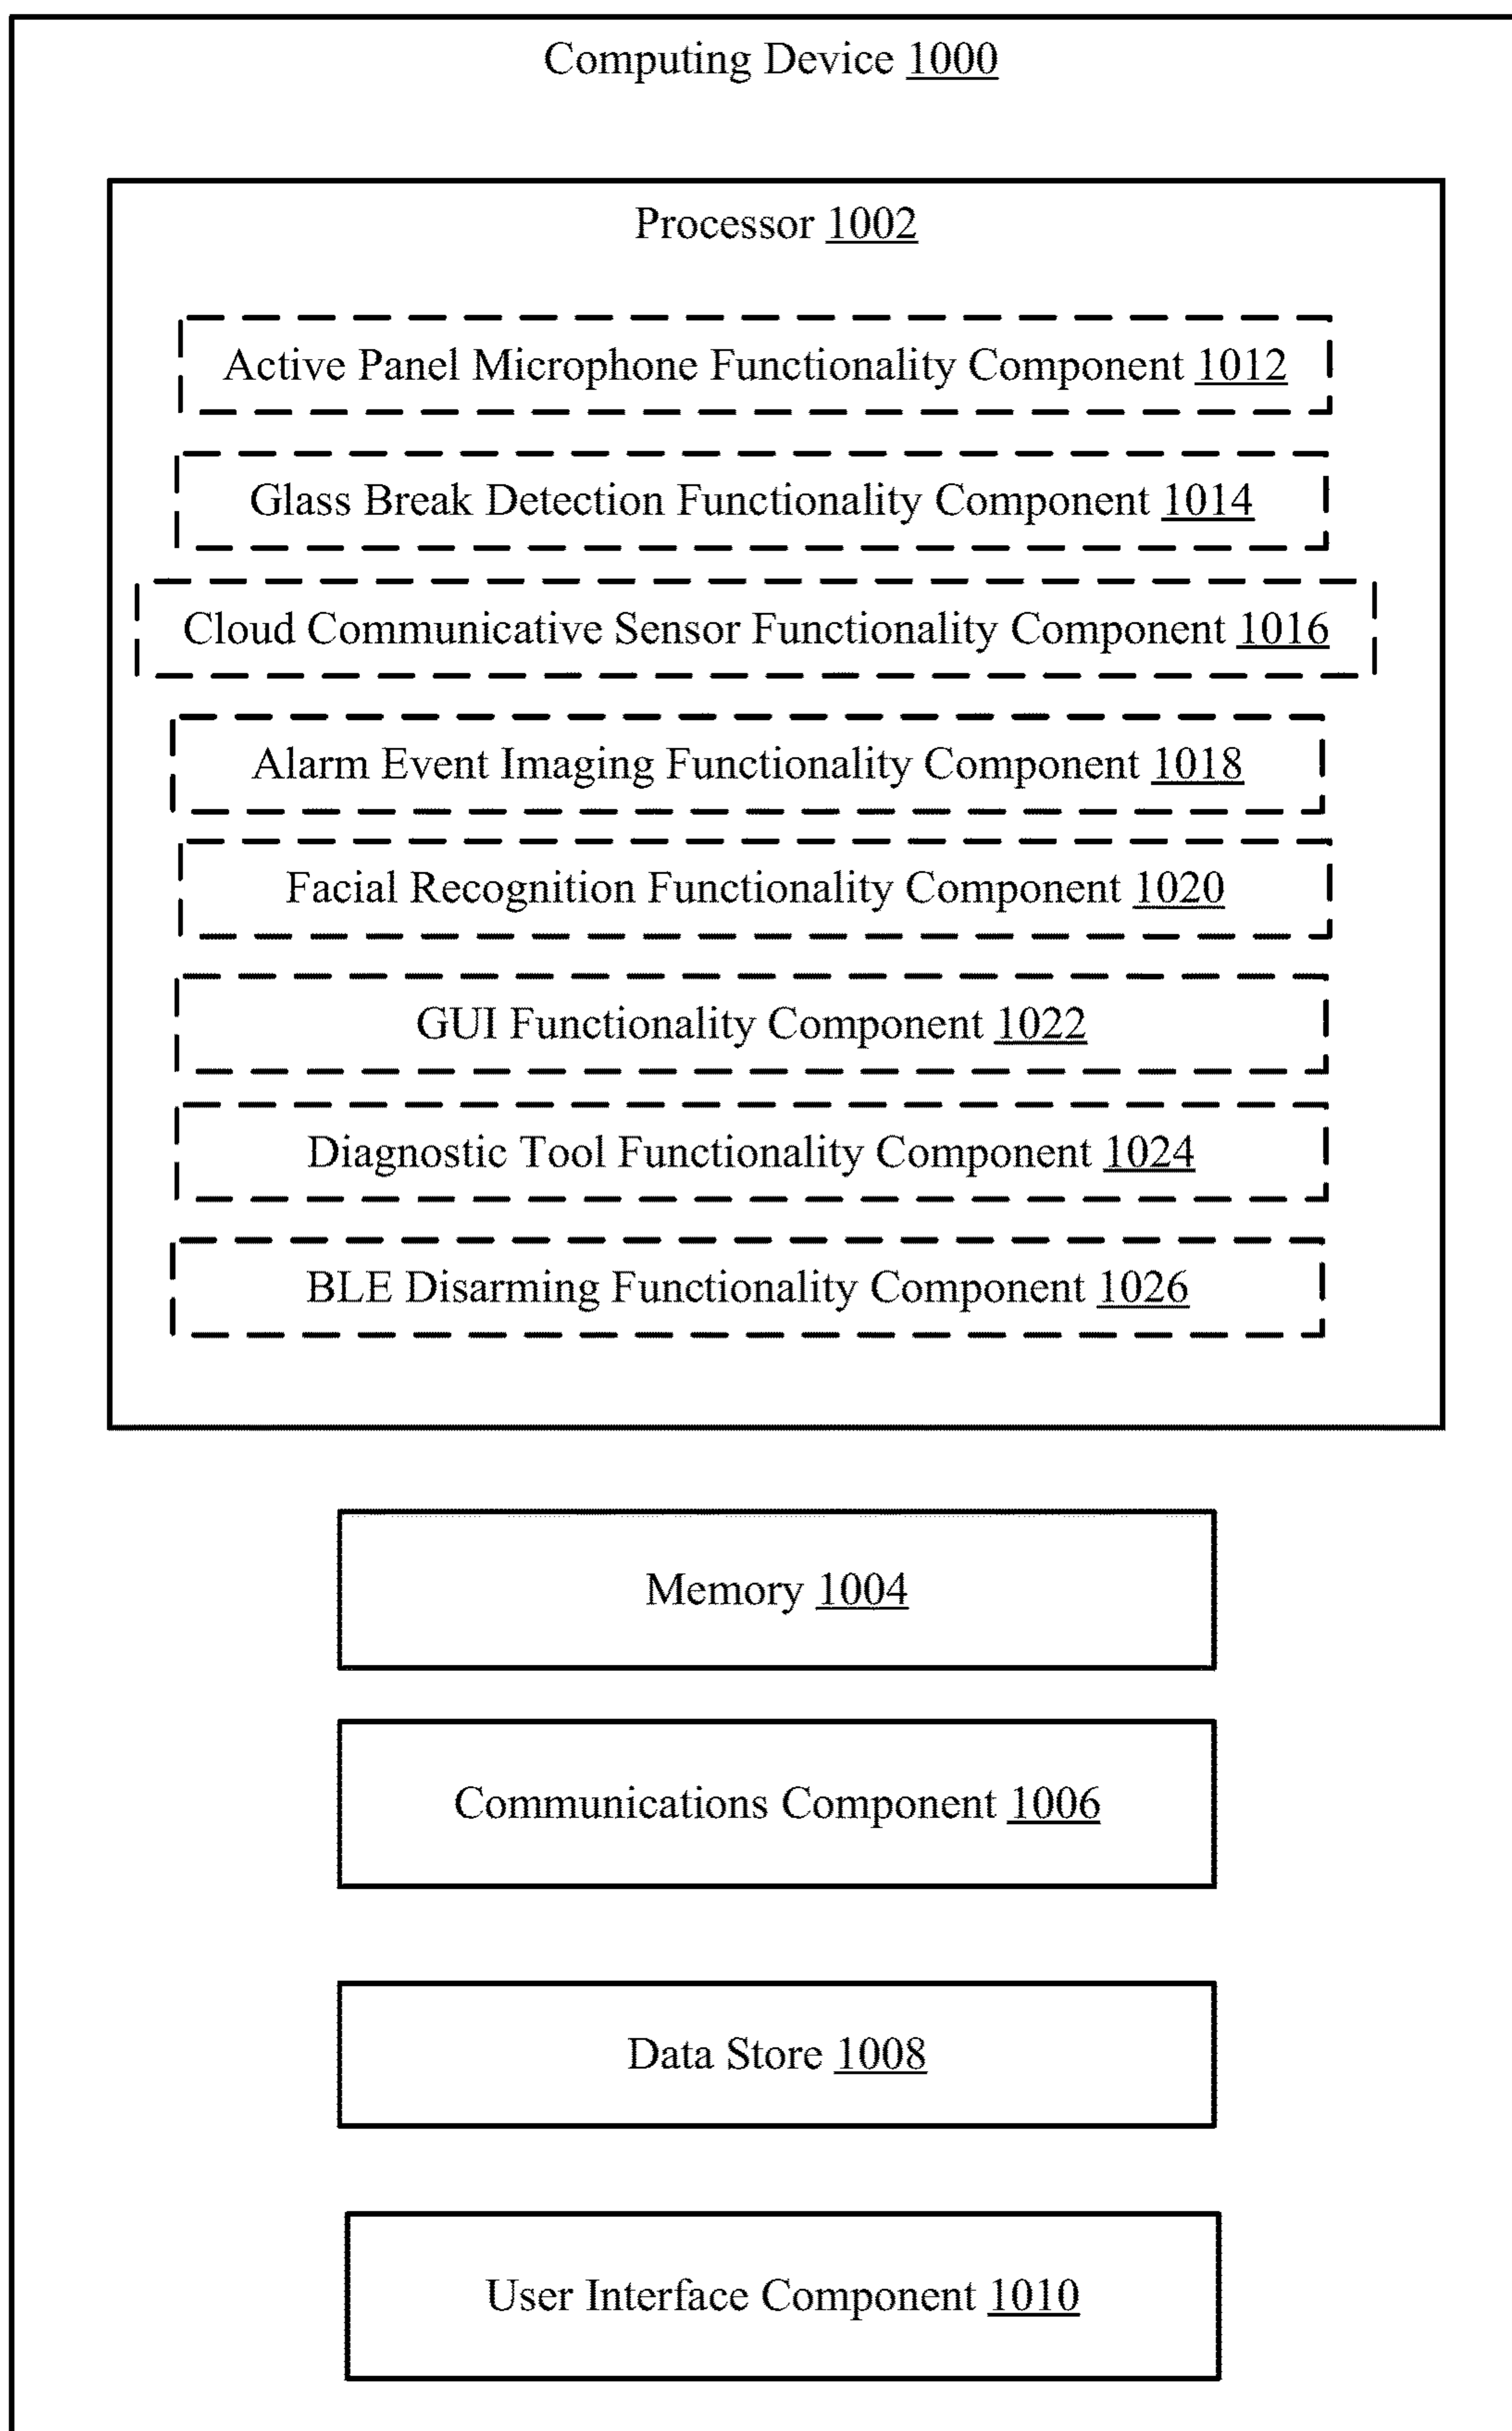 Computing Device 1000
Processor 1002
Active Panel Microphone Functionality Component 1012
Glass Break Detection Functionality Component 1014
Cloud Communicative Sensor Functionality Component 1016
Alarm Event Imaging Functionality Component 1018
Facial Recognition Functionality Component 1020
GUI Functionality Component 1022
Diagnostic Tool Functionality Component 1024
BLE Disarming Functionality Component 1026
Memory 1004
Communications Component 1006
Data Store 1008
User Interface Component 1010